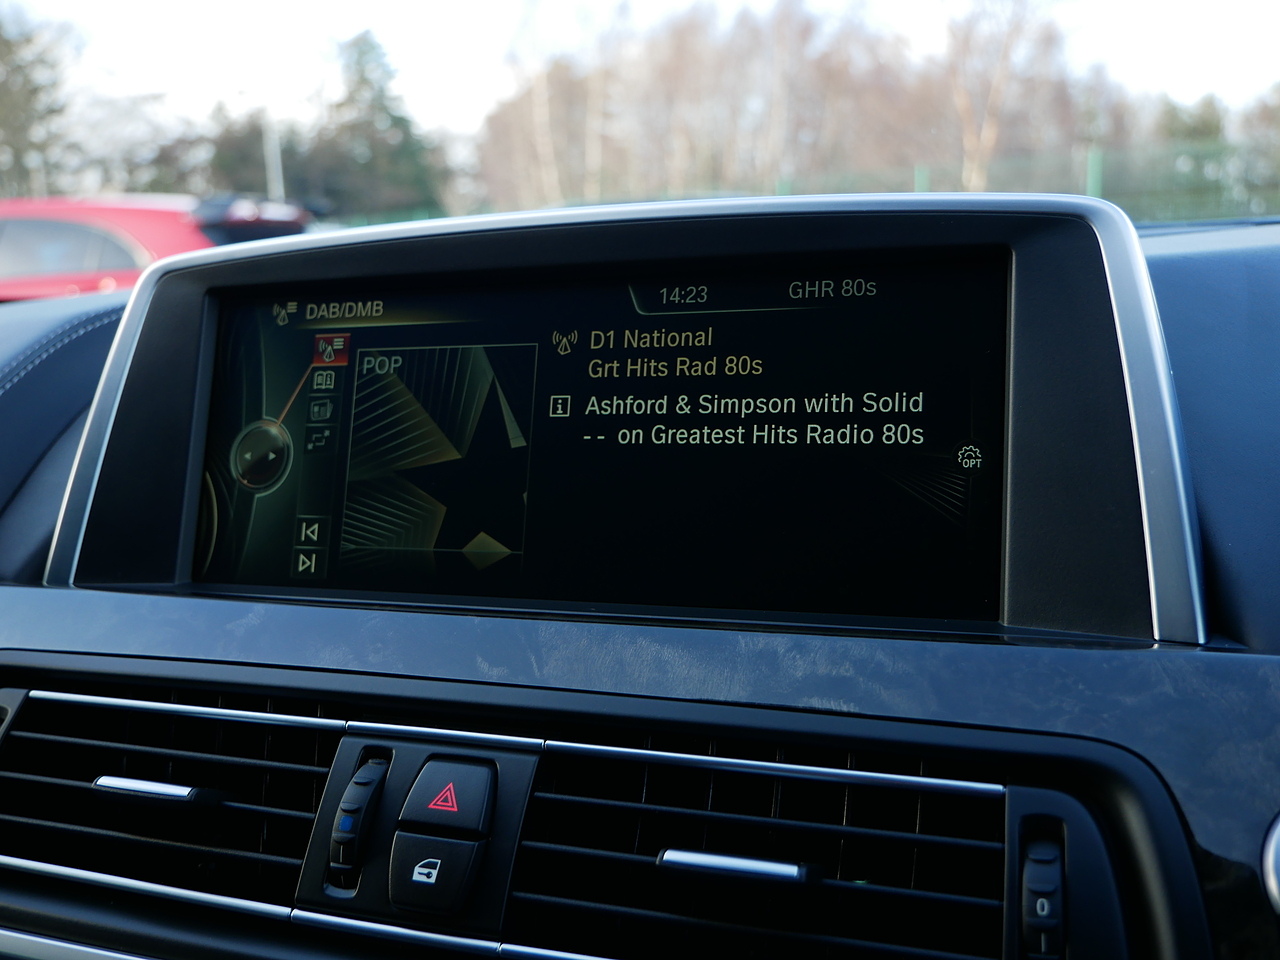 DAB/DMB
14:23
GHR 80s
POP
D1 National
Grt Hits Rad 80s
Ashford & Simpson with Solid
-- on Greatest Hits Radio 80s
OPT
0